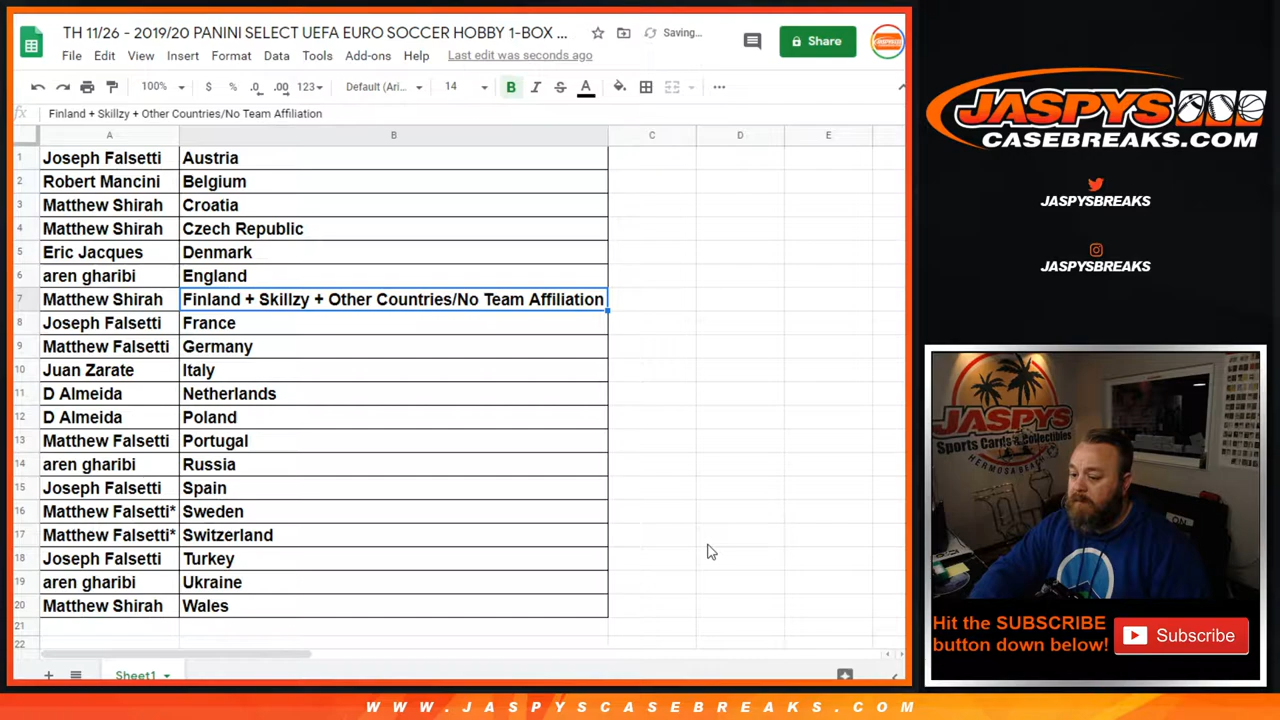 TH 11/26 - 2019/20 PANINI SELECT UEFA EURO SOCCER HOBBY 1-BOX ...
Saving...
Share
File Edit View Insert Format Data Tools Add-ons Help Last edit was seconds ago
100% $ % .0 .00 123 Default (Ari... 14 B I S A
fx Finland + Skillzy + Other Countries/No Team Affiliation
A B C D E
1 Joseph Falsetti Austria
2 Robert Mancini Belgium
3 Matthew Shirah Croatia
4 Matthew Shirah Czech Republic
5 Eric Jacques Denmark
6 aren gharibi England
7 Matthew Shirah Finland + Skillzy + Other Countries/No Team Affiliation
8 Joseph Falsetti France
9 Matthew Falsetti Germany
10 Juan Zarate Italy
11 D Almeida Netherlands
12 D Almeida Poland
13 Matthew Falsetti Portugal
14 aren gharibi Russia
15 Joseph Falsetti Spain
16 Matthew Falsetti* Sweden
17 Matthew Falsetti* Switzerland
18 Joseph Falsetti Turkey
19 aren gharibi Ukraine
20 Matthew Shirah Wales
21
22
Sheet1
JASPYS
CASEBREAKS.COM
JASPYSBREAKS
JASPYSBREAKS
JASPYS
Sports Cards & Collectibles
HERMOSA BEACH
ON
Hit the SUBSCRIBE
button down below!
Subscribe
WWW.JASPYSCASEBREAKS.COM